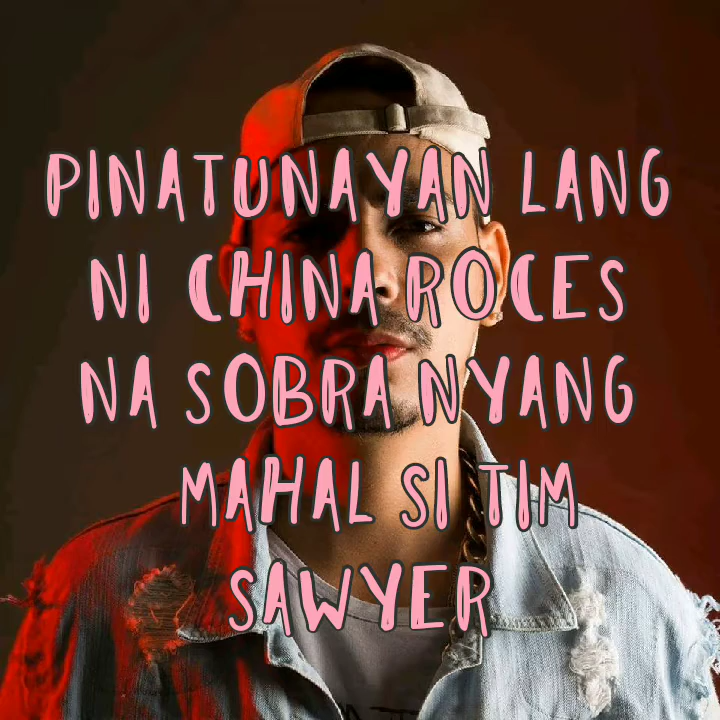 PINATUNAYAN LANG
NI CHINA ROCES
NA SOBRA NYANG
MAHAL SI TIM
SAWYER